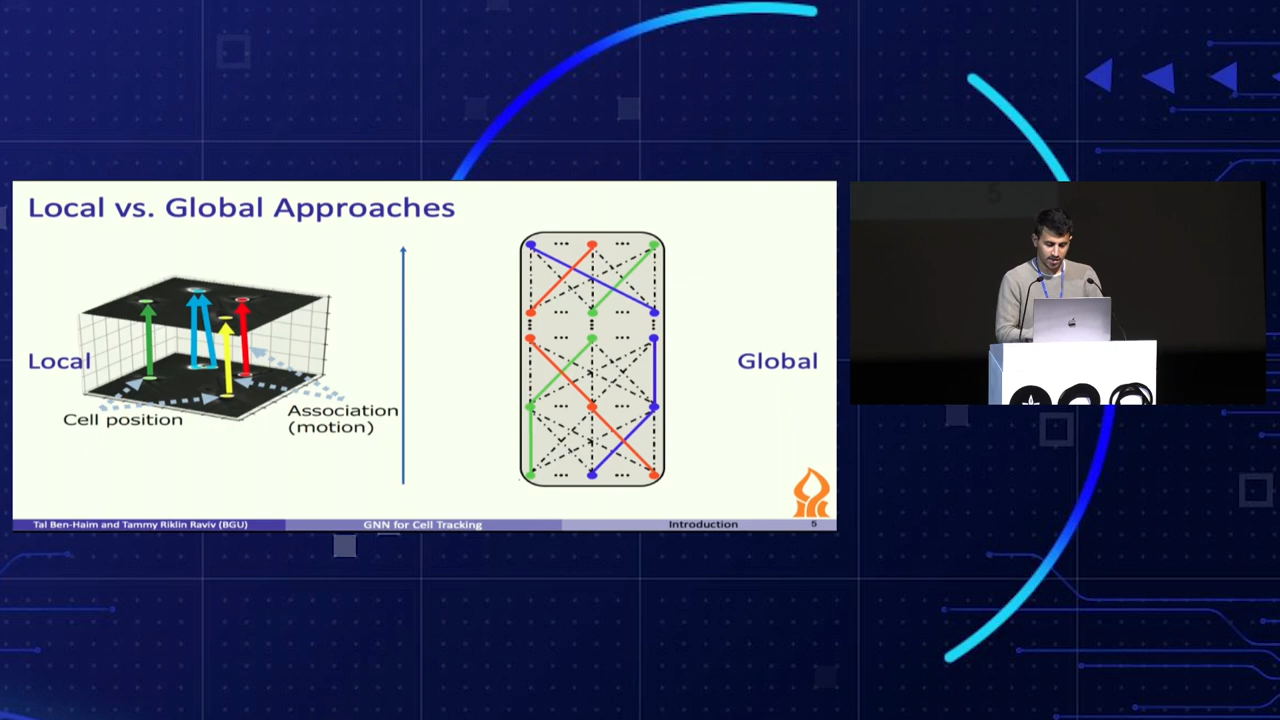 Local vs. Global Approaches
Local
Cell position
Association
(motion)
Global
Tal Ben-Haim and Tammy Riklin Raviv (BGU)
GNN for Cell Tracking
Introduction
5
5